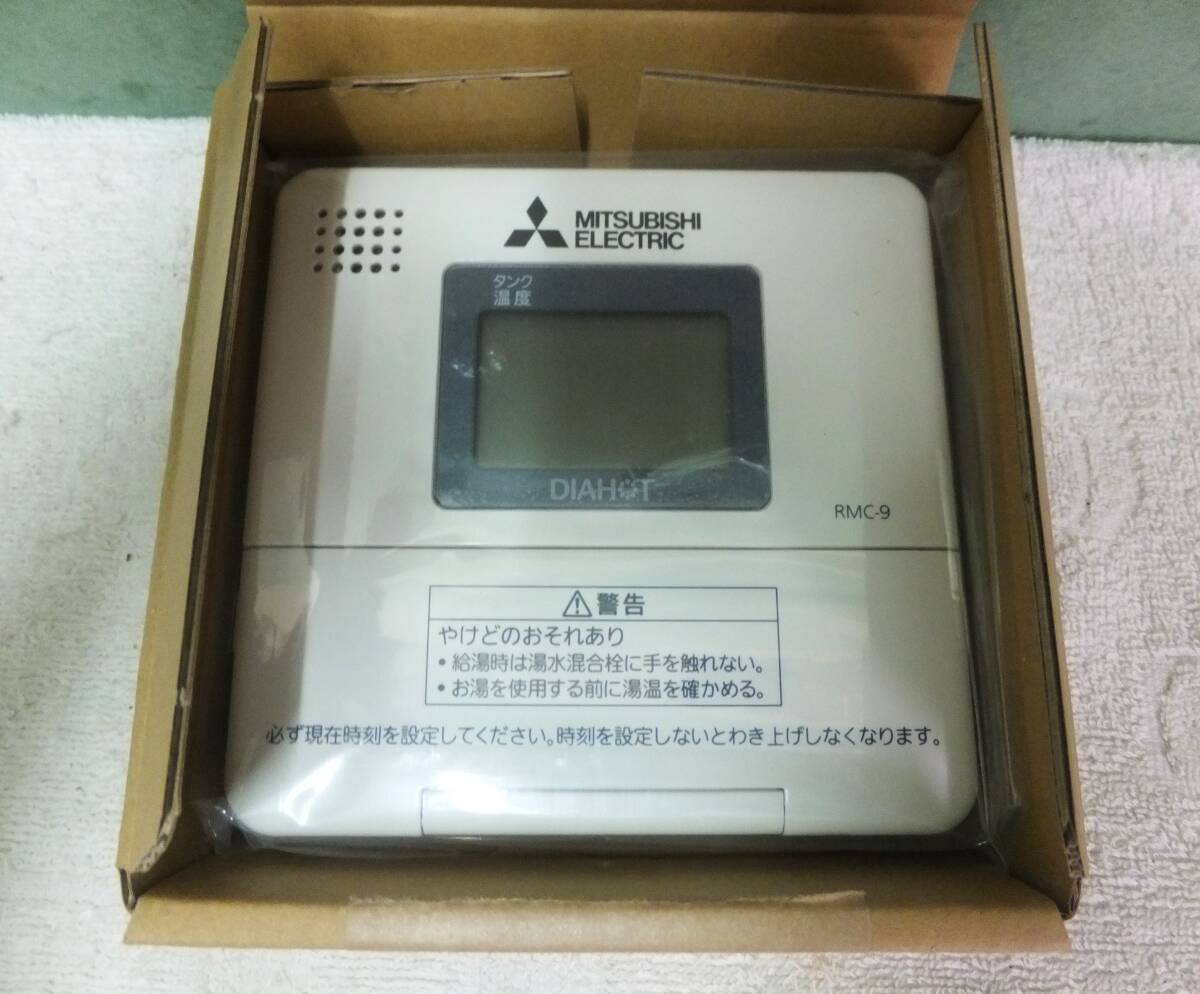 MITSUBISHI
ELECTRIC
タンク
温度
DIAHOT
RMC-9
警告
やけどのおそれあり
・給湯時は湯水混合栓に手を触れない。
・お湯を使用する前に湯温を確かめる。
必ず現在時刻を設定してください。時刻を設定しないとわき上げしなくなります。